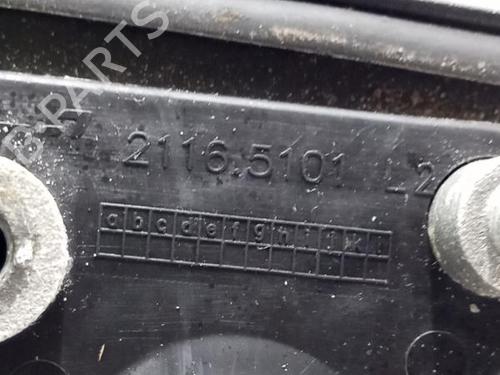 B-PARTS
2116.5101 L2
a b c d e f g h i j k l